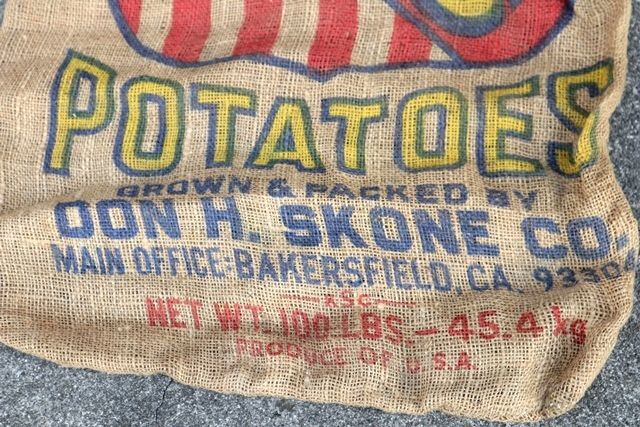 POTATOES
GROWN & PACKED BY
DON H. SKONE CO.
MAIN OFFICE: BAKERSFIELD, CA. 93304
KSC
NET WT. 100 LBS. – 45.4 kg
PRODUCE OF U.S.A.